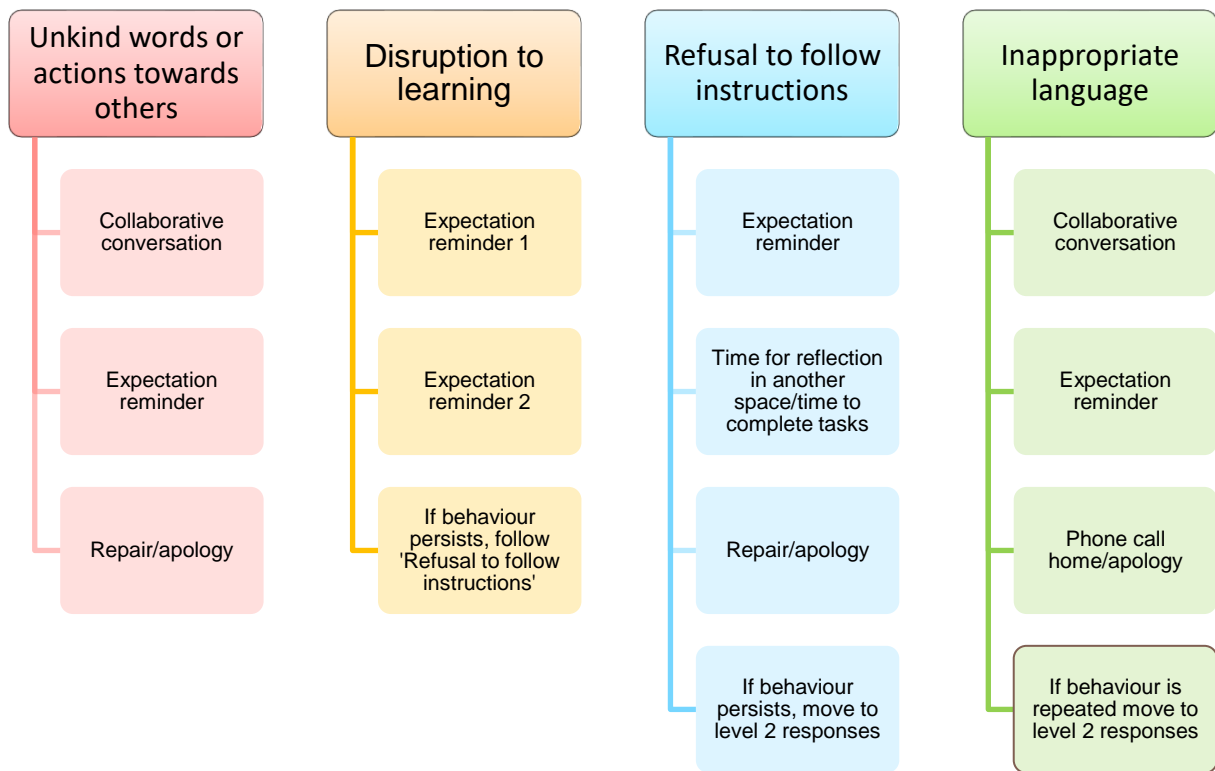 Unkind words or
actions towards
others
Collaborative
conversation
Expectation
reminder
Repair/apology
Disruption to
learning
Expectation
reminder 1
Expectation
reminder 2
If behaviour
persists, follow
'Refusal to follow
instructions'
Refusal to follow
instructions
Expectation
reminder
Time for reflection
in another
space/time to
complete tasks
Repair/apology
If behaviour
persists, move to
level 2 responses
Inappropriate
language
Collaborative
conversation
Expectation
reminder
Phone call
home/apology
If behaviour is
repeated move to
level 2 responses